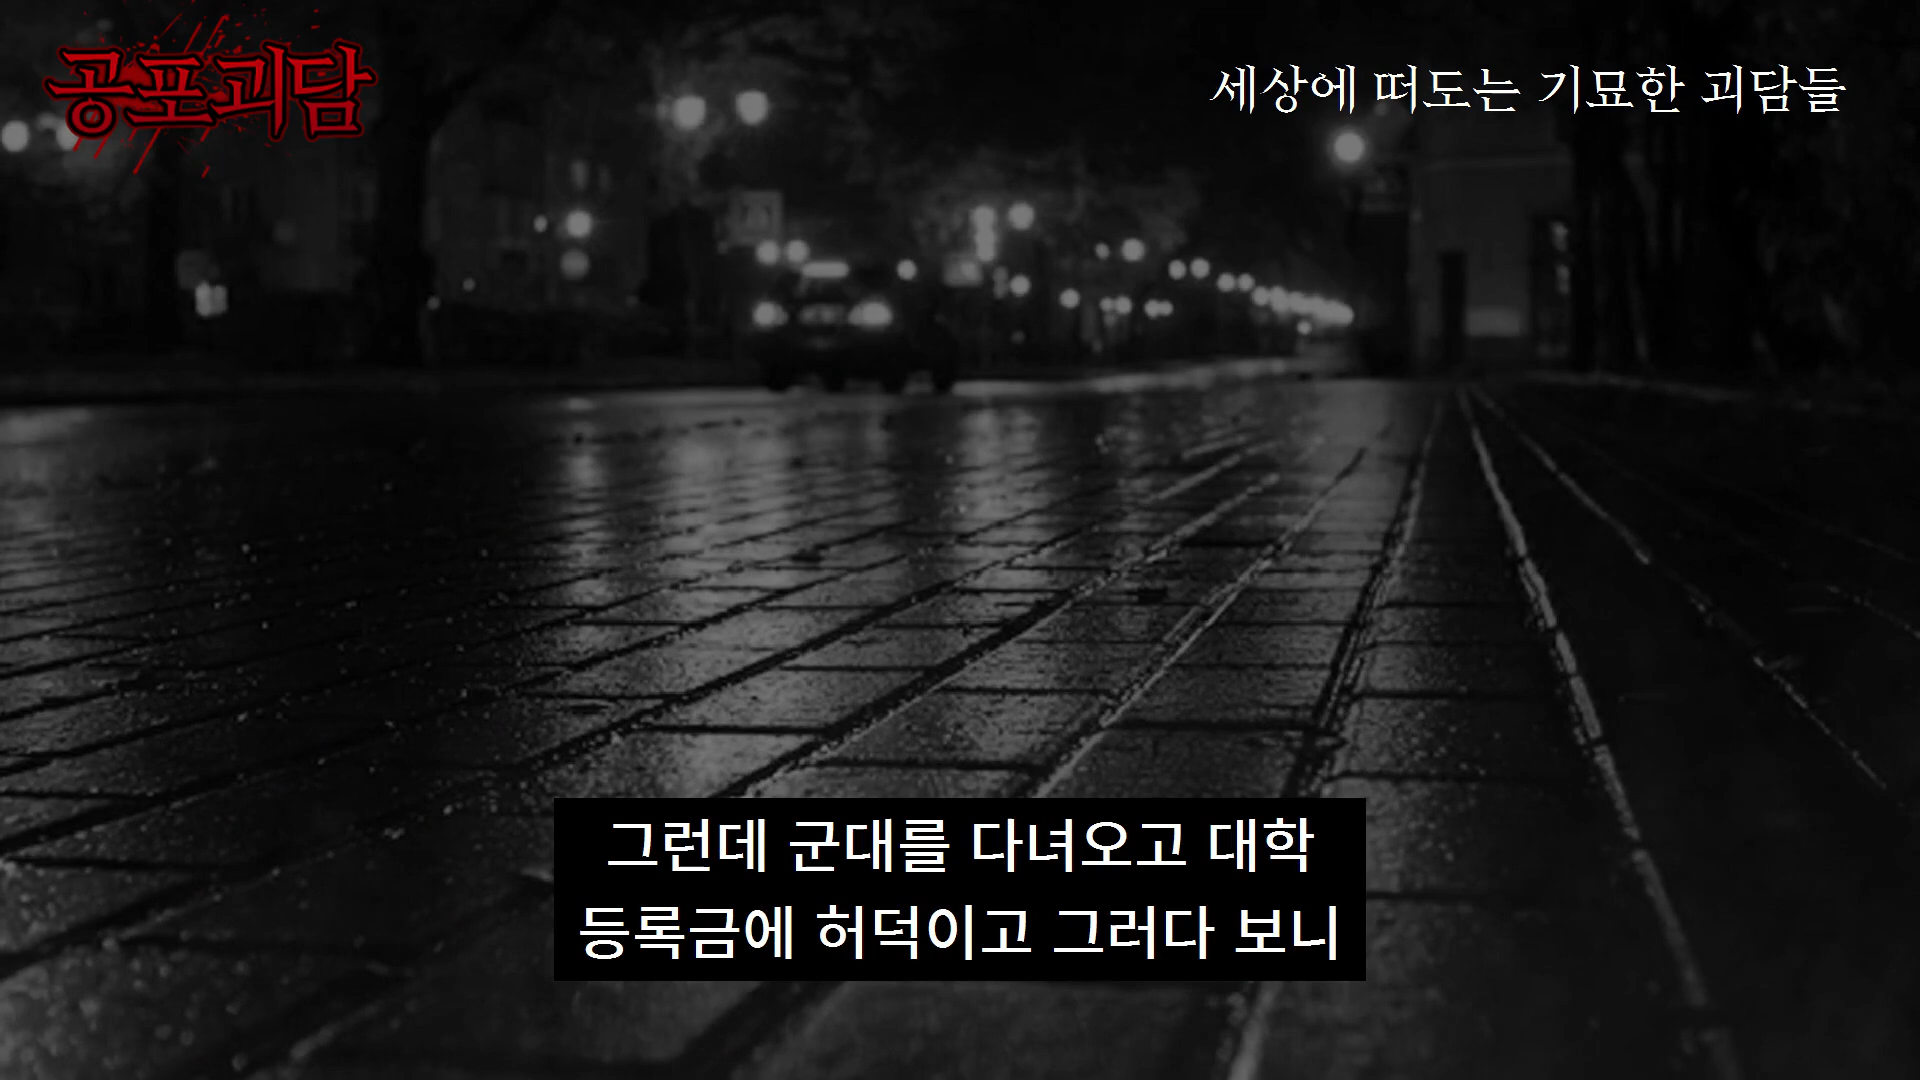 공포괴담
세상에 떠도는 기묘한 괴담들
그런데 군대를 다녀오고 대학
등록금에 허덕이고 그러다 보니